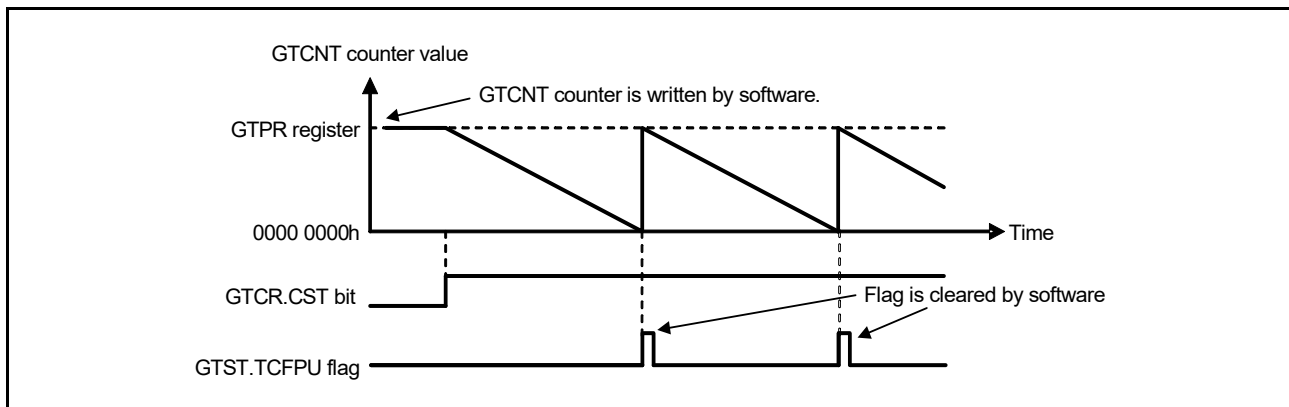 GTCNT counter value
GTCNT counter is written by software.
GTPR register
0000 0000h
Time
GTCR.CST bit
Flag is cleared by software
GTST.TCFPU flag